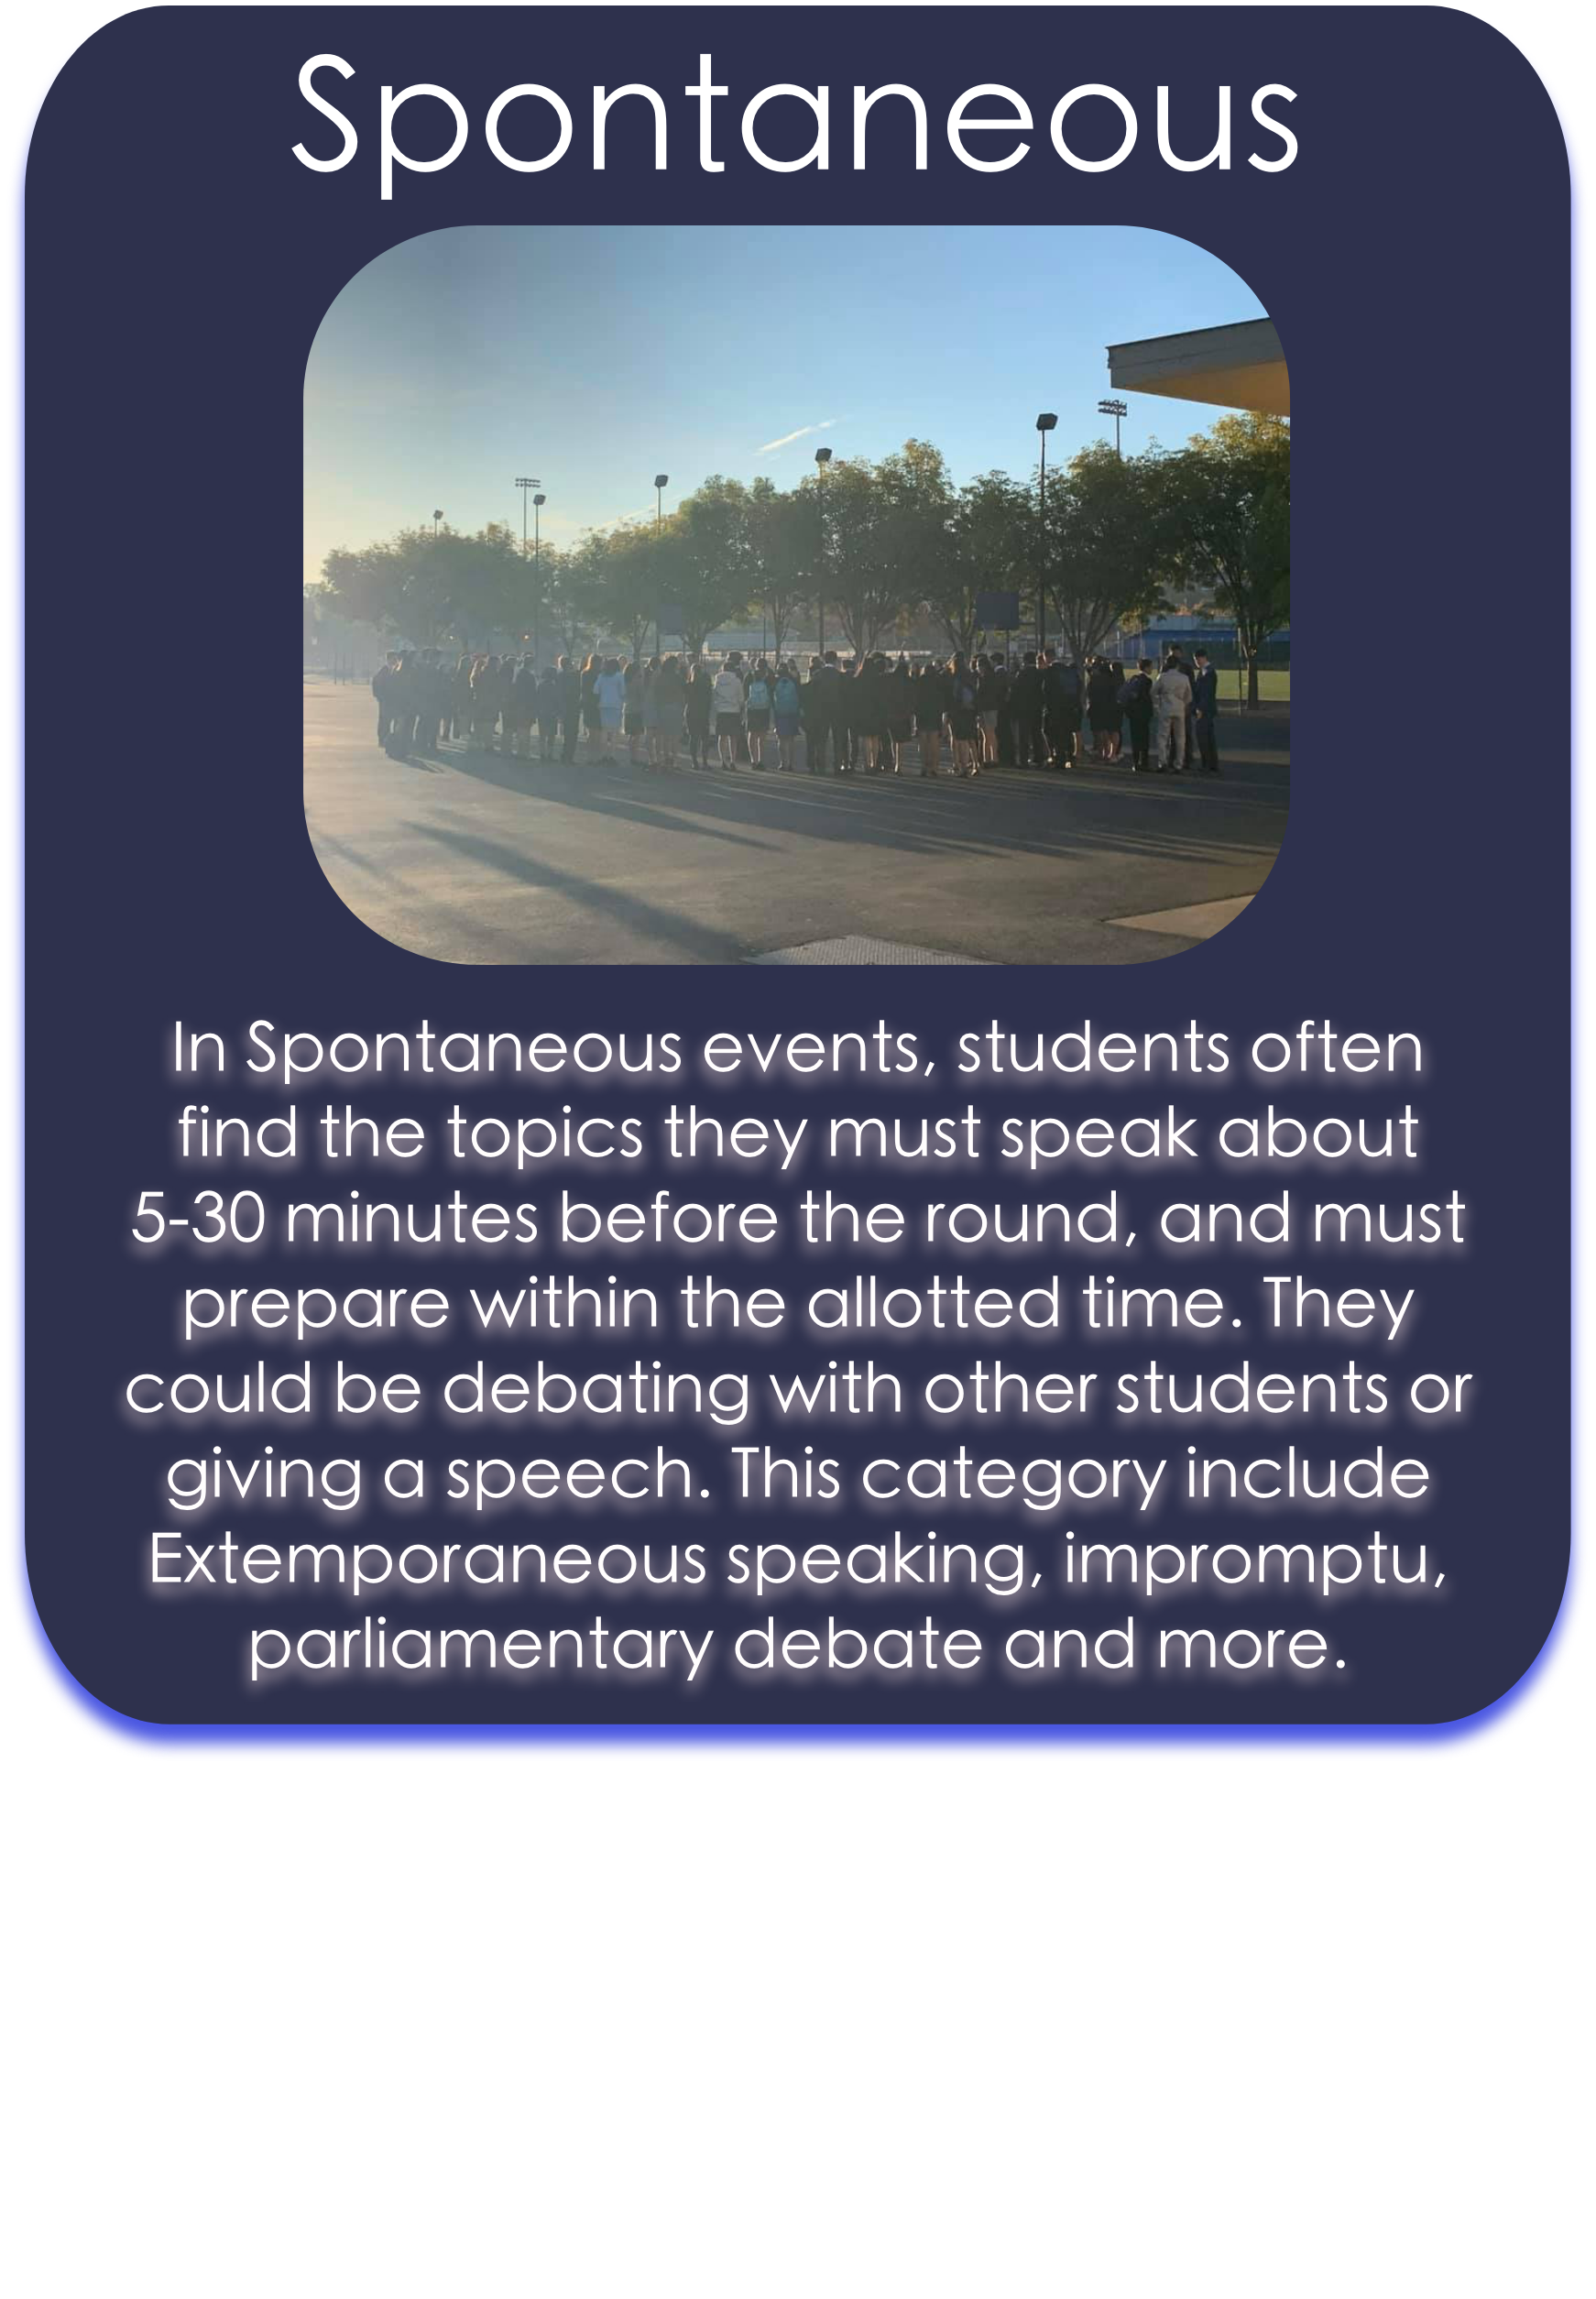 Spontaneous
In Spontaneous events, students often
find the topics they must speak about
5-30 minutes before the round, and must
prepare within the allotted time. They
could be debating with other students or
giving a speech. This category include
Extemporaneous speaking, impromptu,
parliamentary debate and more.